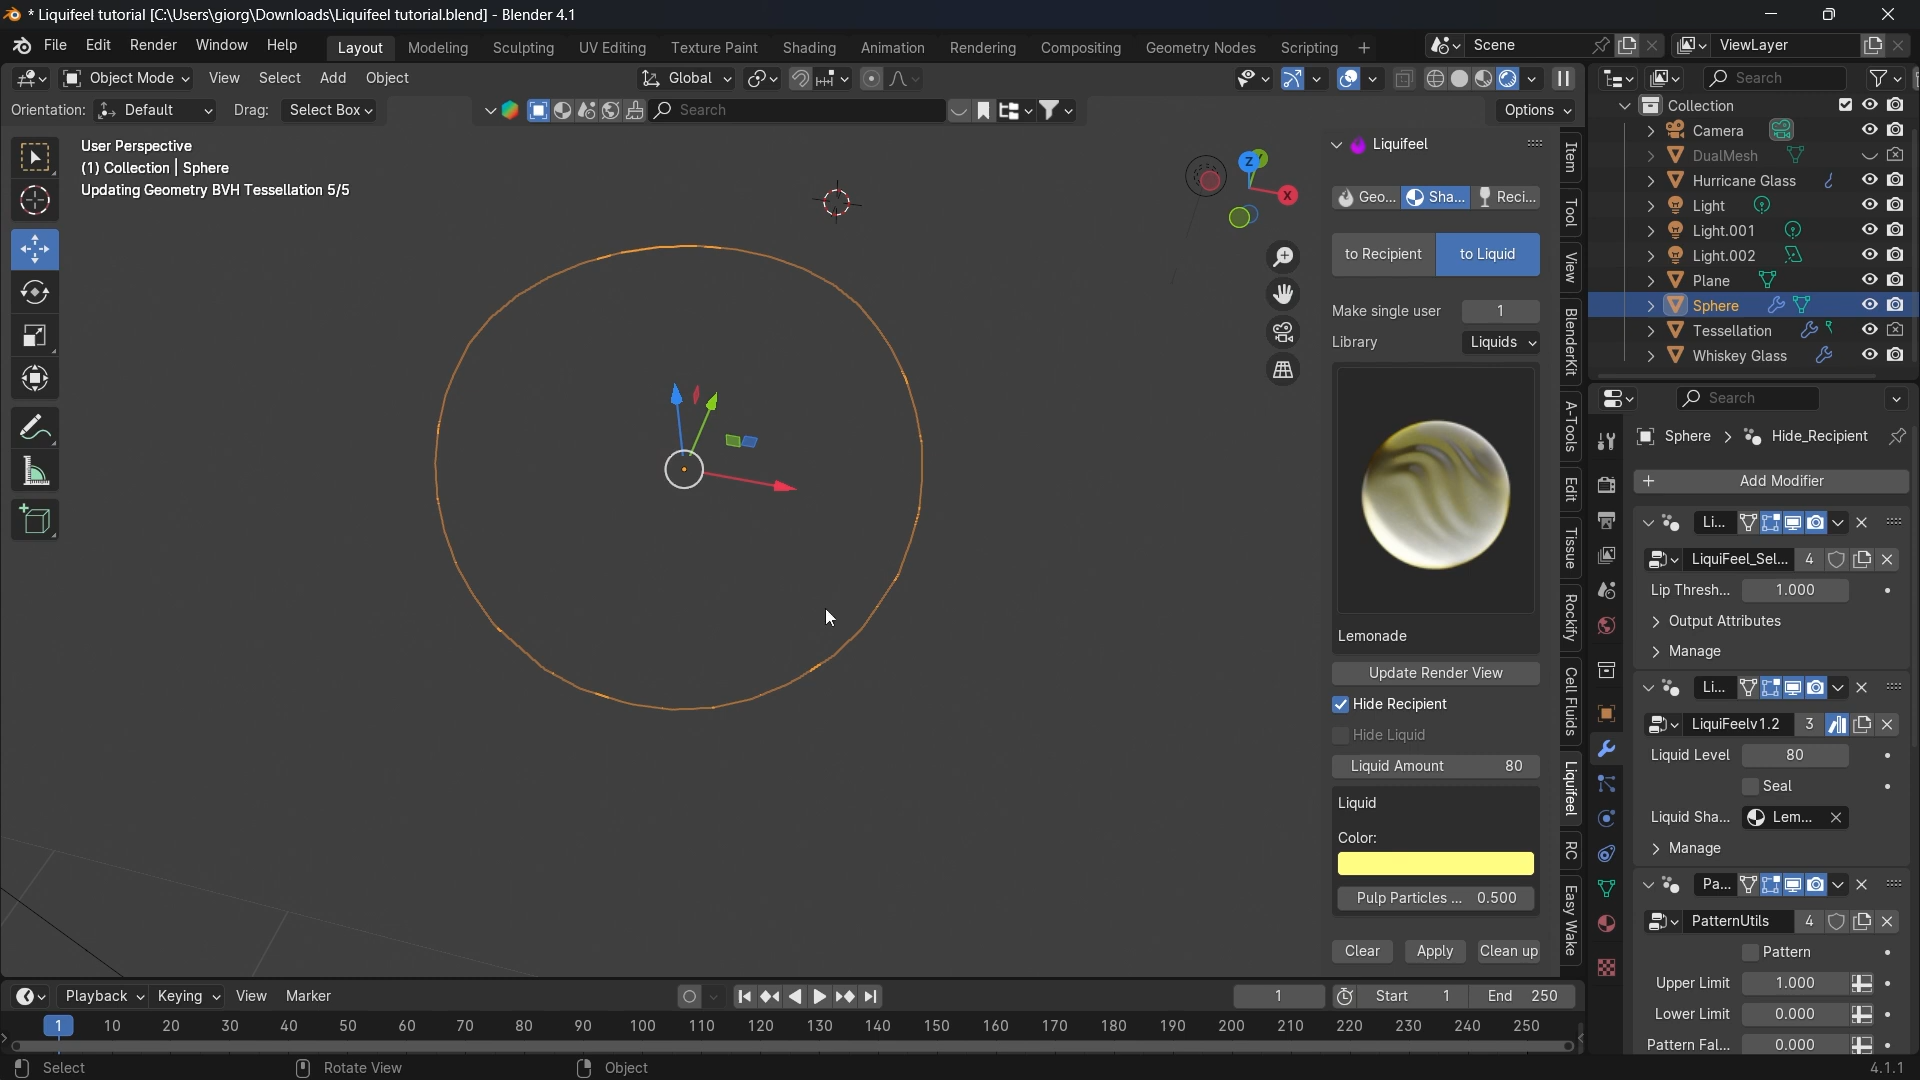 * Liquifeel tutorial [C:\Users\giorg\Downloads\Liquifeel tutorial.blend] - Blender 4.1
File Edit Render Window Help Layout Modeling Sculpting UV Editing Texture Paint Shading Animation Rendering Compositing Geometry Nodes Scripting + Scene ViewLayer
Object Mode View Select Add Object Global Search
Orientation: Default Drag: Select Box Search Options
User Perspective
(1) Collection | Sphere
Updating Geometry BVH Tessellation 5/5
Z
Y
X
Liquifeel
Geo... Sha... Reci...
to Recipient to Liquid
Make single user 1
Library Liquids
Lemonade
Update Render View
Hide Recipient
Hide Liquid
Liquid Amount 80
Liquid
Color:
Pulp Particles ... 0.500
Clear Apply Clean up
Item
Tool
View
BlenderKit
A-Tools
Edit
Tissue
Rockify
Cell Fluids
Liquifeel
RC
Easy Wake
Collection
Camera
DualMesh
Hurricane Glass
Light
Light.001
Light.002
Plane
Sphere
Tessellation
Whiskey Glass
Search
Sphere > Hide_Recipient
+ Add Modifier
Li...
LiquiFeel_Sel... 4
Lip Thresh... 1.000
Output Attributes
Manage
Li...
LiquiFeelv1.2 3
Liquid Level 80
Seal
Liquid Sha... Lem...
Manage
Pa...
PatternUtils 4
Pattern
Upper Limit 1.000
Lower Limit 0.000
Pattern Fal... 0.000
Playback Keying View Marker 1 Start 1 End 250
1 10 20 30 40 50 60 70 80 90 100 110 120 130 140 150 160 170 180 190 200 210 220 230 240 250
Select Rotate View Object 4.1.1